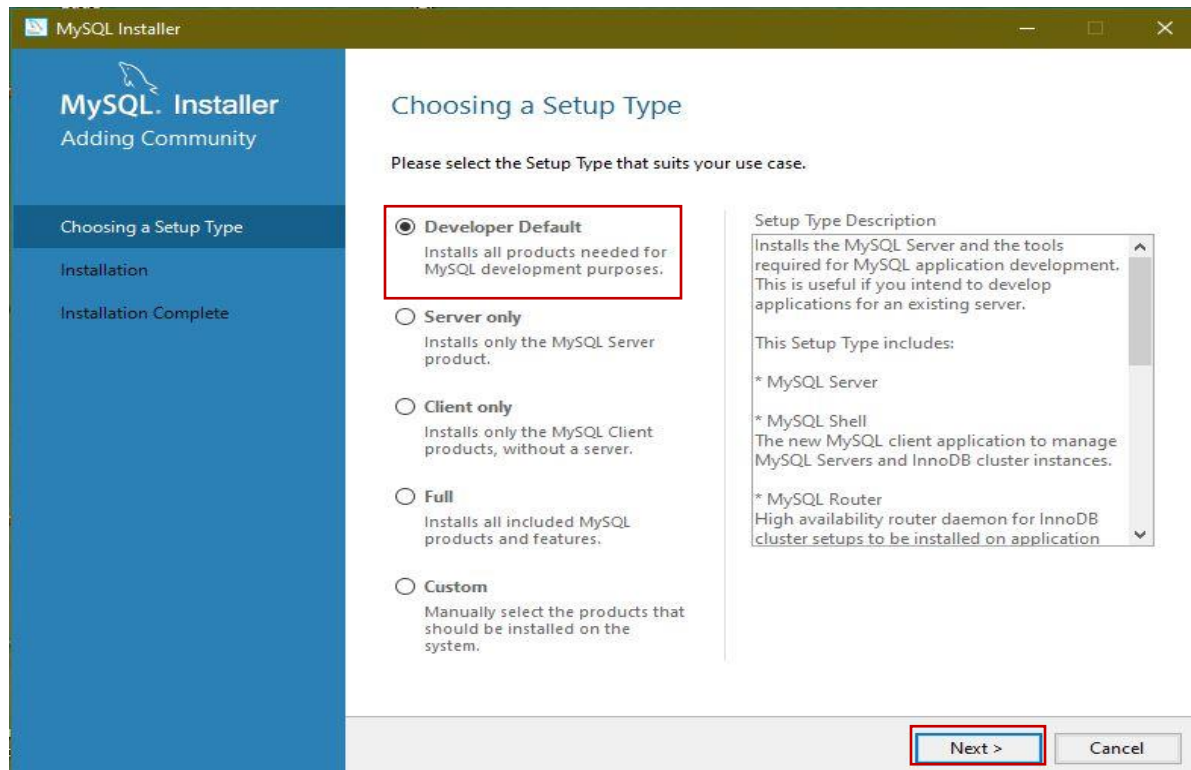 MySQL Installer
MySQL. Installer
Adding Community
Choosing a Setup Type
Installation
Installation Complete
Choosing a Setup Type
Please select the Setup Type that suits your use case.
Developer Default
Installs all products needed for
MySQL development purposes.
Server only
Installs only the MySQL Server
product.
Client only
Installs only the MySQL Client
products, without a server.
Full
Installs all included MySQL
products and features.
Custom
Manually select the products that
should be installed on the
system.
Setup Type Description
Installs the MySQL Server and the tools
required for MySQL application development.
This is useful if you intend to develop
applications for an existing server.
This Setup Type includes:
* MySQL Server
* MySQL Shell
The new MySQL client application to manage
MySQL Servers and InnoDB cluster instances.
* MySQL Router
High availability router daemon for InnoDB
cluster setups to be installed on application
Next >
Cancel